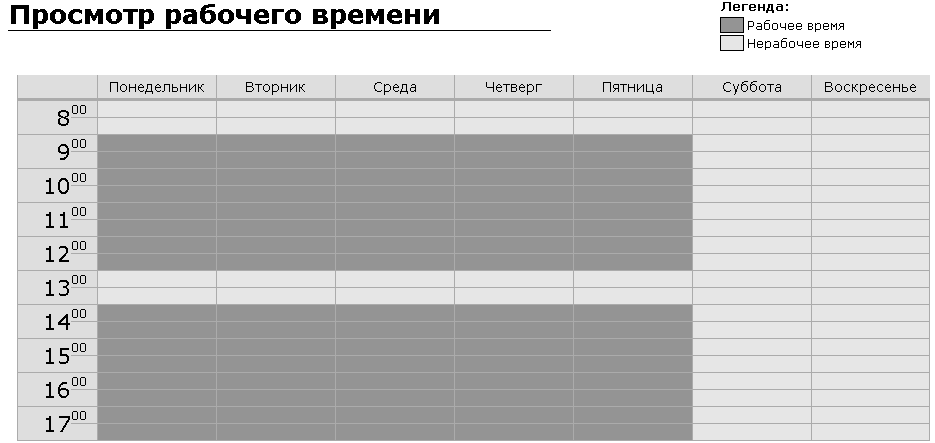 Просмотр рабочего времени
Легенда:
Рабочее время
Нерабочее время
Понедельник Вторник Среда Четверг Пятница Суббота Воскресенье
8 00
9 00
10 00
11 00
12 00
13 00
14 00
15 00
16 00
17 00